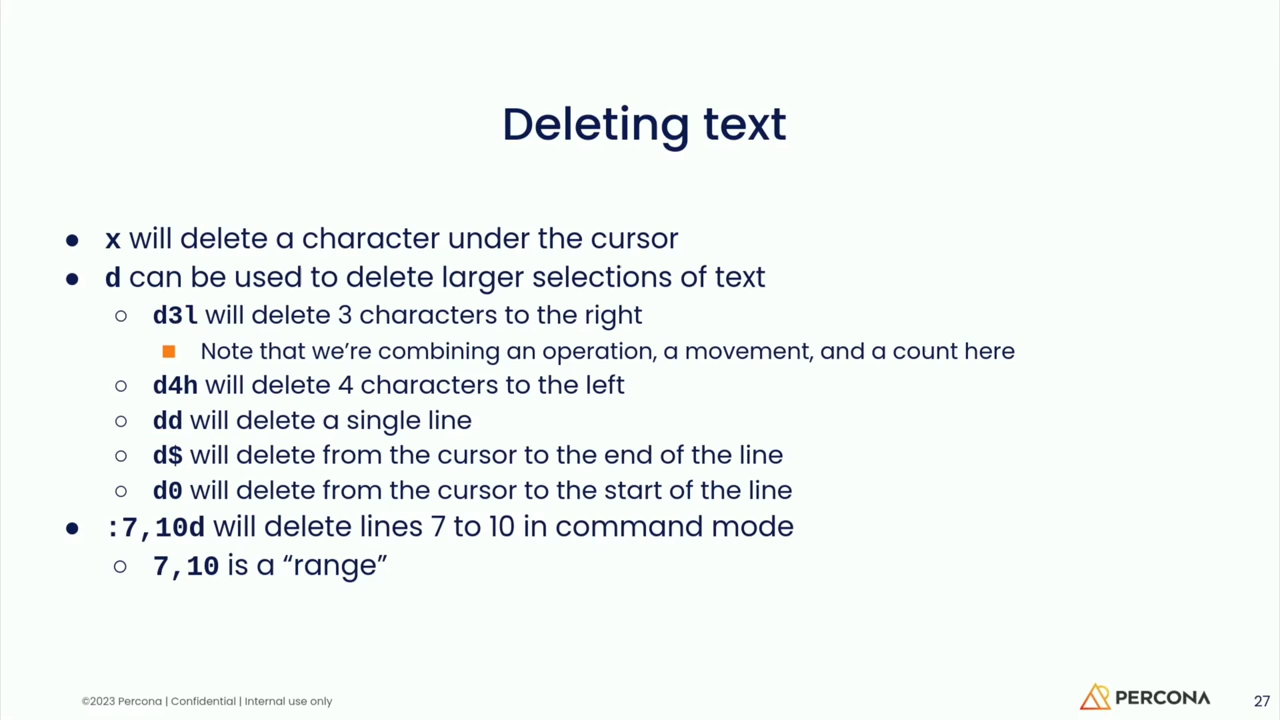 Deleting text
● x will delete a character under the cursor
● d can be used to delete larger selections of text
○ d3l will delete 3 characters to the right
■ Note that we’re combining an operation, a movement, and a count here
○ d4h will delete 4 characters to the left
○ dd will delete a single line
○ d$ will delete from the cursor to the end of the line
○ d0 will delete from the cursor to the start of the line
● :7,10d will delete lines 7 to 10 in command mode
○ 7,10 is a “range”
©2023 Percona | Confidential | Internal use only
PERCONA
27